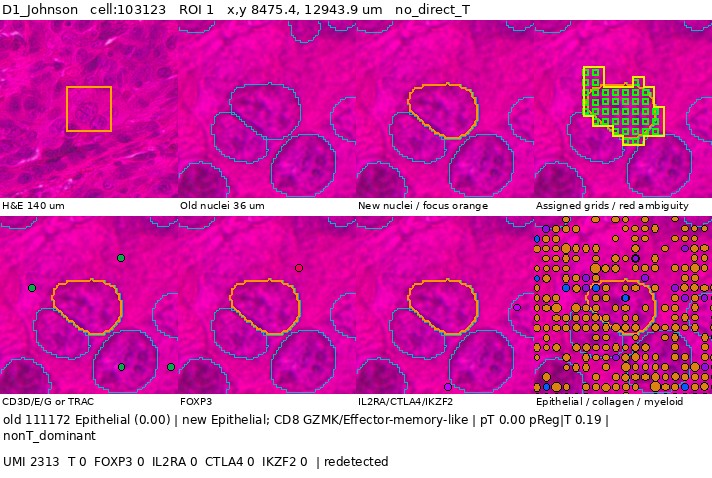 D1_Johnson cell:103123 ROI 1 x,y 8475.4, 12943.9 um no_direct_T
H&E 140 um
Old nuclei 36 um
New nuclei / focus orange
Assigned grids / red ambiguity
CD3D/E/G or TRAC
FOXP3
IL2RA/CTLA4/IKZF2
Epithelial / collagen / myeloid
old 111172 Epithelial (0.00) | new Epithelial; CD8 GZMK/Effector-memory-like | pT 0.00 pReg|T 0.19 |
nonT_dominant
UMI 2313 T 0 FOXP3 0 IL2RA 0 CTLA4 0 IKZF2 0 | redetected